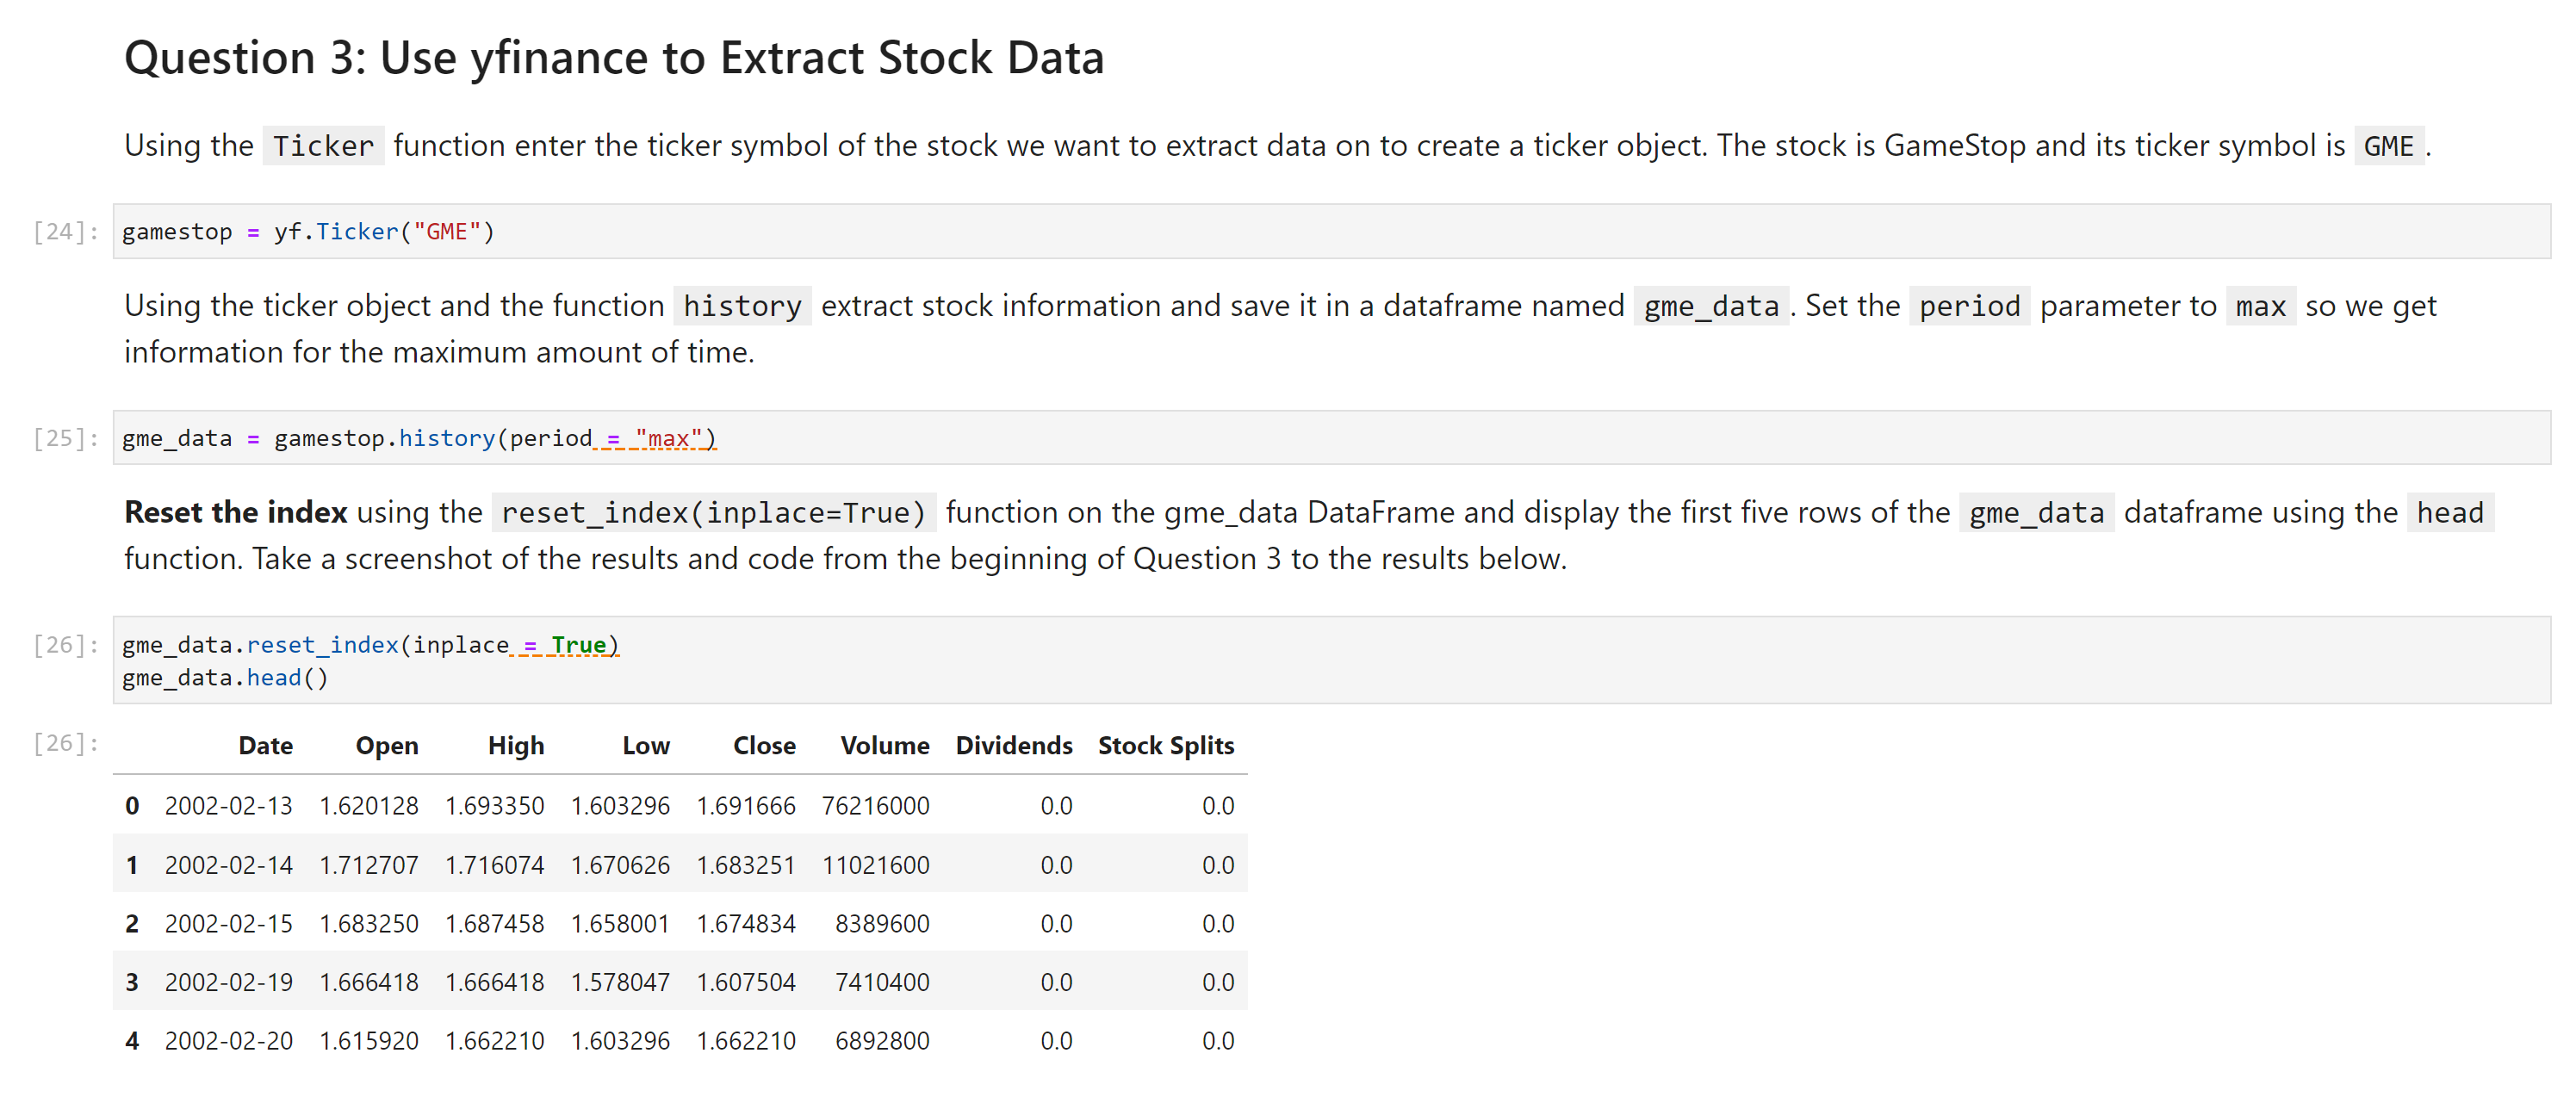 Question 3: Use yfinance to Extract Stock Data
Using the Ticker function enter the ticker symbol of the stock we want to extract data on to create a ticker object. The stock is GameStop and its ticker symbol is GME.
[24]: gamestop = yf.Ticker("GME")
Using the ticker object and the function history extract stock information and save it in a dataframe named gme_data. Set the period parameter to max so we get
information for the maximum amount of time.
[25]: gme_data = gamestop.history(period = "max")
Reset the index using the reset_index(inplace=True) function on the gme_data DataFrame and display the first five rows of the gme_data dataframe using the head
function. Take a screenshot of the results and code from the beginning of Question 3 to the results below.
[26]: gme_data.reset_index(inplace = True)
gme_data.head()
[26]: Date Open High Low Close Volume Dividends Stock Splits
0 2002-02-13 1.620128 1.693350 1.603296 1.691666 76216000 0.0 0.0
1 2002-02-14 1.712707 1.716074 1.670626 1.683251 11021600 0.0 0.0
2 2002-02-15 1.683250 1.687458 1.658001 1.674834 8389600 0.0 0.0
3 2002-02-19 1.666418 1.666418 1.578047 1.607504 7410400 0.0 0.0
4 2002-02-20 1.615920 1.662210 1.603296 1.662210 6892800 0.0 0.0